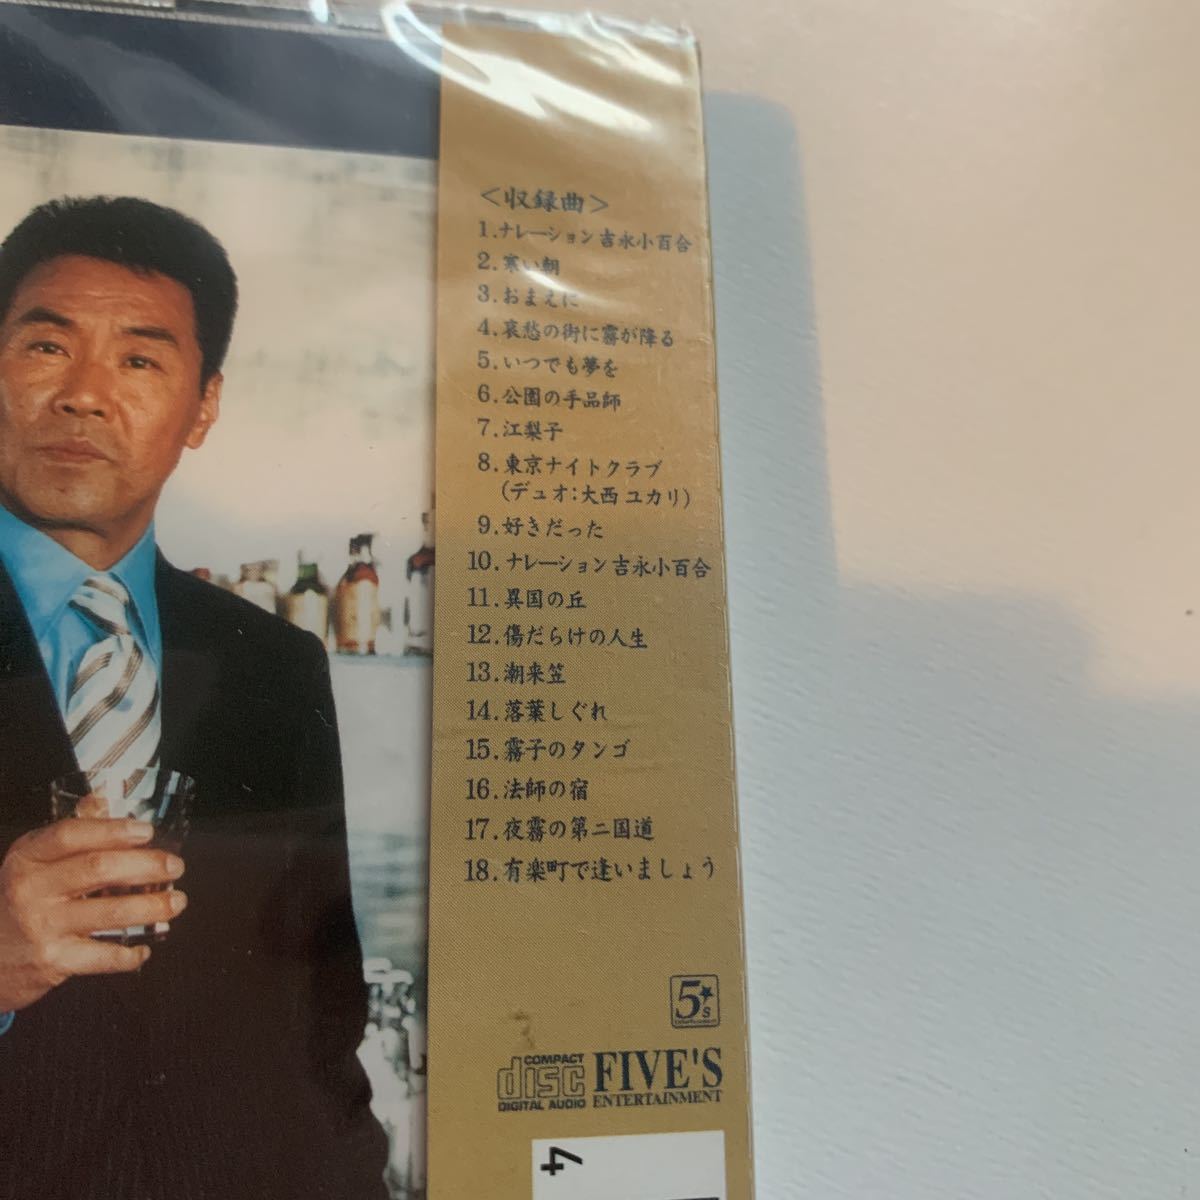 ＜収録曲＞
1.ナレーション 吉永小百合
2.寒い朝
3.おまえに
4.哀愁の街に霧が降る
5.いつでも夢を
6.公園の手品師
7.江梨子
8.東京ナイトクラブ
(デュオ:大西 ユカリ)
9.好きだった
10.ナレーション 吉永小百合
11.異国の丘
12.傷だらけの人生
13.潮来笠
14.落葉しぐれ
15.霧子のタンゴ
16.法師の宿
17.夜霧の第二国道
18.有楽町で逢いましょう
5's
COMPACT
disc
DIGITAL AUDIO
FIVE'S
ENTERTAINMENT
4